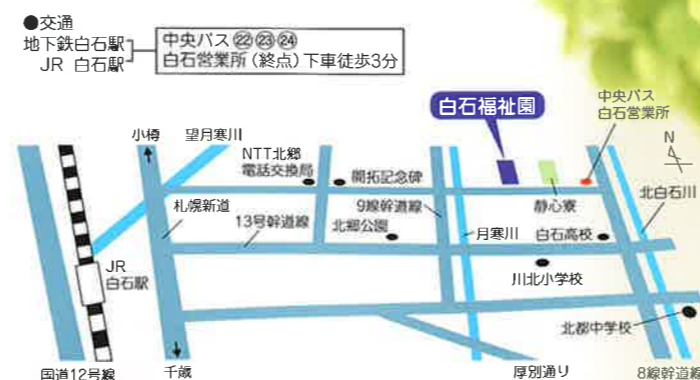 ●交通
地下鉄白石駅
JR 白石駅
中央バス ㉒㉓㉔
白石営業所(終点)下車徒歩3分
白石福祉園
中央バス
白石営業所
小樽
望月寒川
NTT北郷
電話交換局
開拓記念碑
N
静心寮
北白石川
札幌新道
13号幹道線
9線幹道線
北郷公園
月寒川
白石高校
JR
白石駅
川北小学校
北都中学校
国道12号線
千歳
厚別通り
8線幹道線